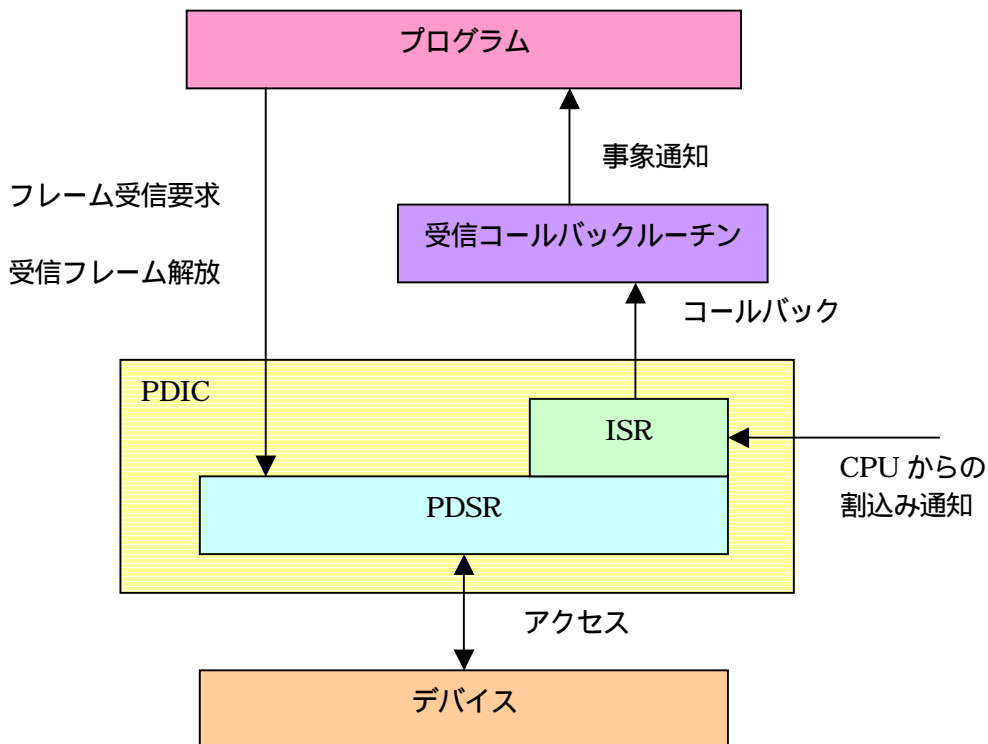 プログラム
事象通知
フレーム受信要求
受信コールバックルーチン
受信フレーム解放
コールバック
PDIC
ISR
CPU からの
割込み通知
PDSR
アクセス
デバイス